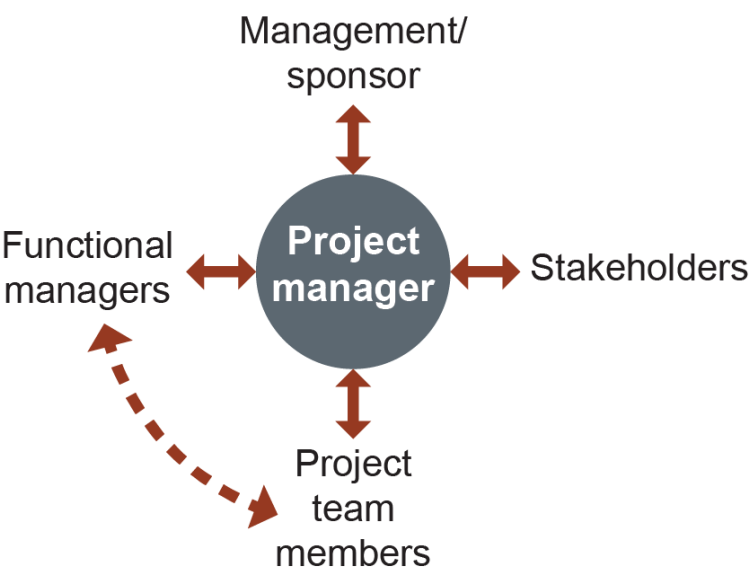 Management/
sponsor
Functional
managers
Project
manager
Stakeholders
Project
team
members